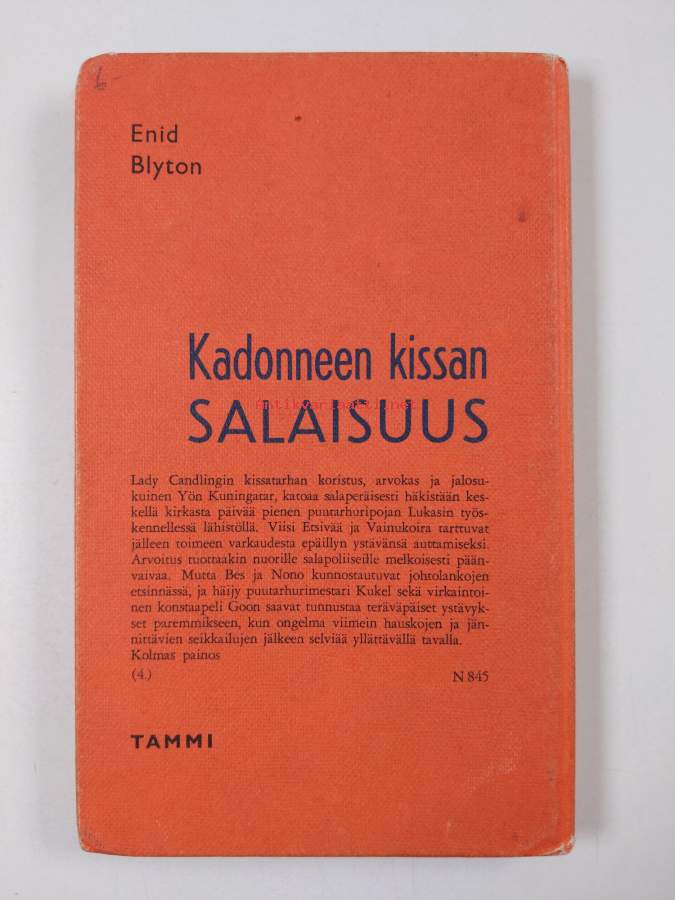 6-
Enid
Blyton
Kadonneen kissan
SALAISUUS
antikvariaatti.net
Lady Candlingin kissatarhan koristus, arvokas ja jalosu-
kuinen Yön Kuningatar, katoaa salaperäisesti häkistään kes-
kellä kirkasta päivää pienen puutarhuripojan Lukasin työs-
kennellessä lähistöllä. Viisi Etsivää ja Vainukoira tarttuvat
jälleen toimeen varkaudesta epäillyn ystävänsä auttamiseksi.
Arvoitus tuottaakin nuorille salapoliiseille melkoisesti pään-
vaivaa. Mutta Bes ja Nono kunnostautuvat johtolankojen
etsinnässä, ja häijy puutarhurimestari Kukel sekä virkaintoi-
nen konstaapeli Goon saavat tunnustaa teräväpäiset ystävyk-
set paremmikseen, kun ongelma viimein hauskojen ja jän-
nittävien seikkailujen jälkeen selviää yllättävällä tavalla.
Kolmas painos
(4.) N 845
TAMMI